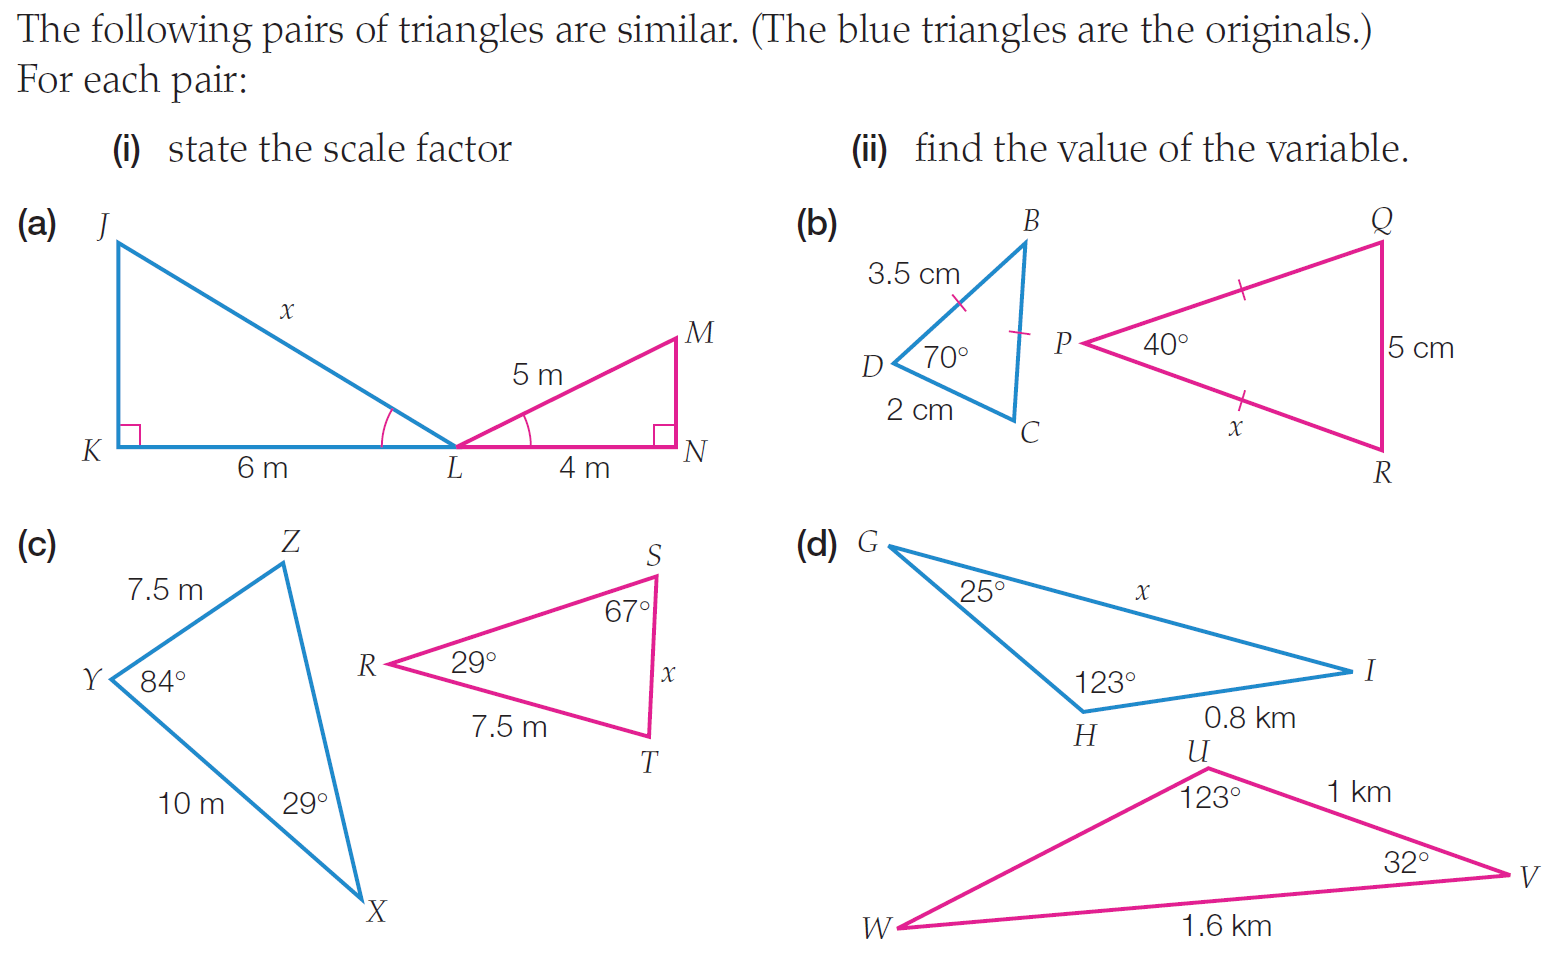 The following pairs of triangles are similar. (The blue triangles are the originals.)
For each pair:
(i) state the scale factor
(ii) find the value of the variable.
(a)
J
x
M
5 m
K
6 m
L
4 m
N
(b)
B
Q
3.5 cm
D
70°
2 cm
C
P
40°
5 cm
x
R
(c)
Z
7.5 m
Y
84°
10 m
29°
X
S
67°
R
29°
x
7.5 m
T
(d)
G
25°
x
123°
I
H
0.8 km
U
123°
1 km
32°
V
W
1.6 km